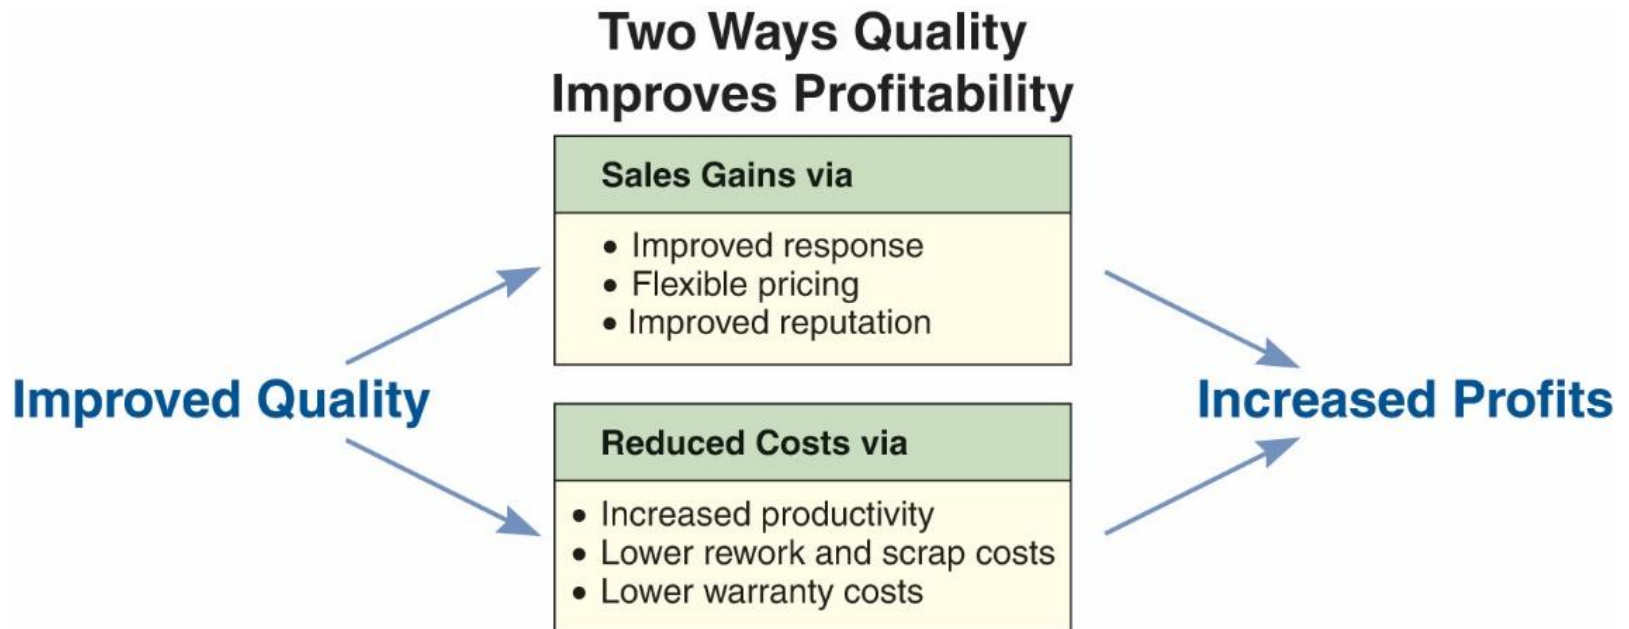 Two Ways Quality
Improves Profitability
Sales Gains via
• Improved response
• Flexible pricing
• Improved reputation
Improved Quality
Increased Profits
Reduced Costs via
• Increased productivity
• Lower rework and scrap costs
• Lower warranty costs